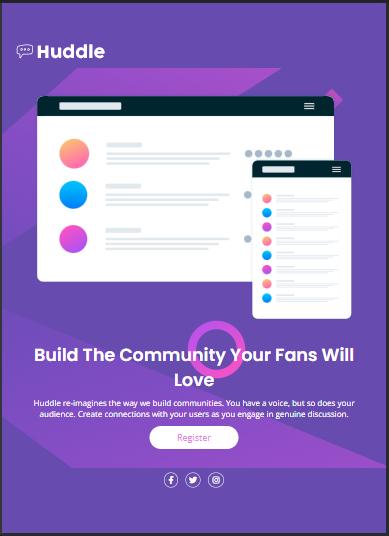 Huddle
Build The Community Your Fans Will
Love
Huddle re-imagines the way we build communities. You have a voice, but so does your
audience. Create connections with your users as you engage in genuine discussion.
Register